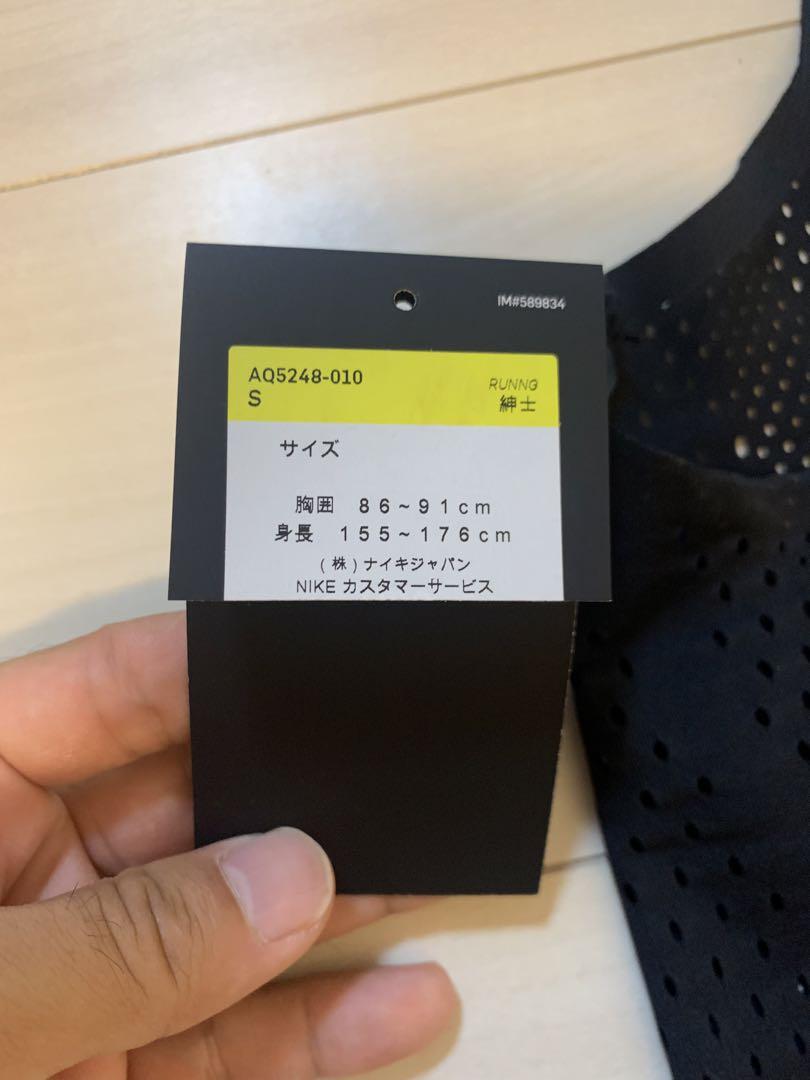 IM#589834
AQ5248-010
S
RUNNG
紳士
サイズ
胸囲 86~91cm
身長 155~176cm
(株)ナイキジャパン
NIKE カスタマーサービス